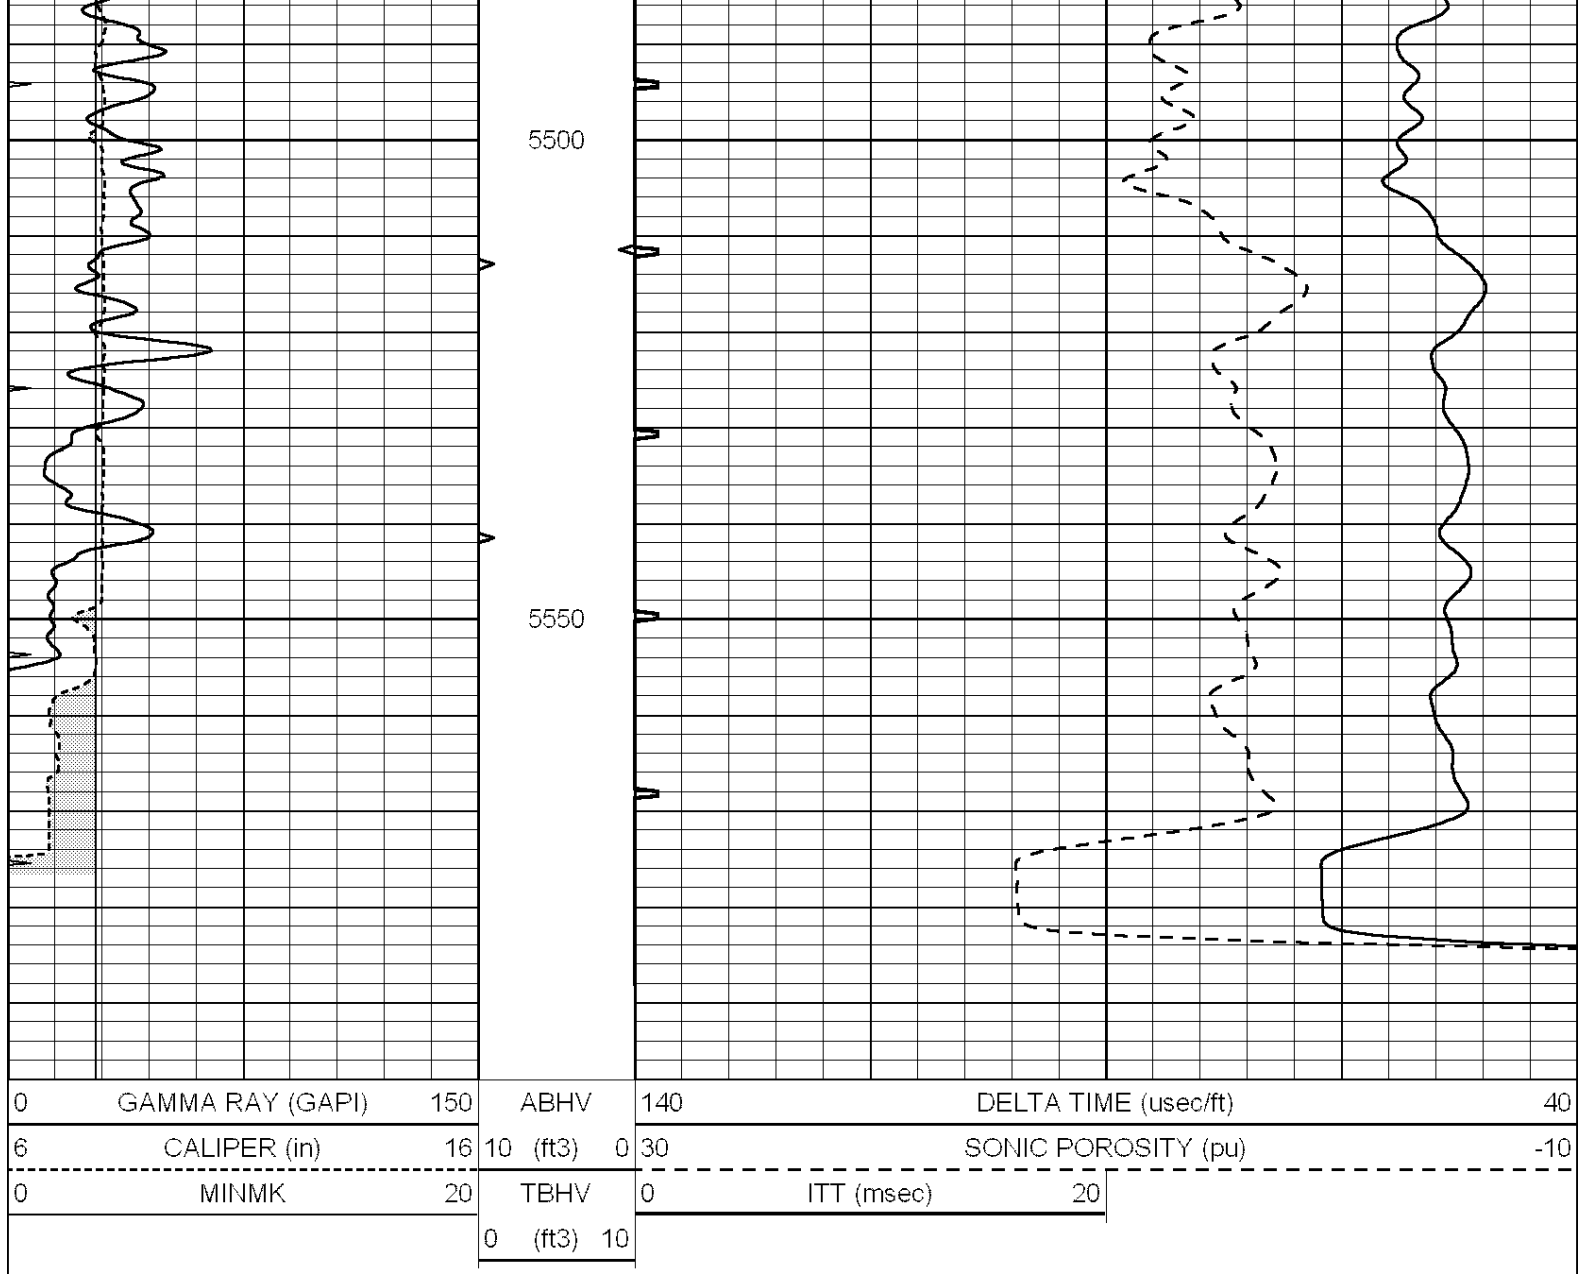 5500
5550
0 GAMMA RAY (GAPI) 150 ABHV 140 DELTA TIME (usec/ft) 40
6 CALIPER (in) 16 10 (ft3) 0 30 SONIC POROSITY (pu) -10
0 MINMK 20 TBHV 0 ITT (msec) 20
0 (ft3) 10